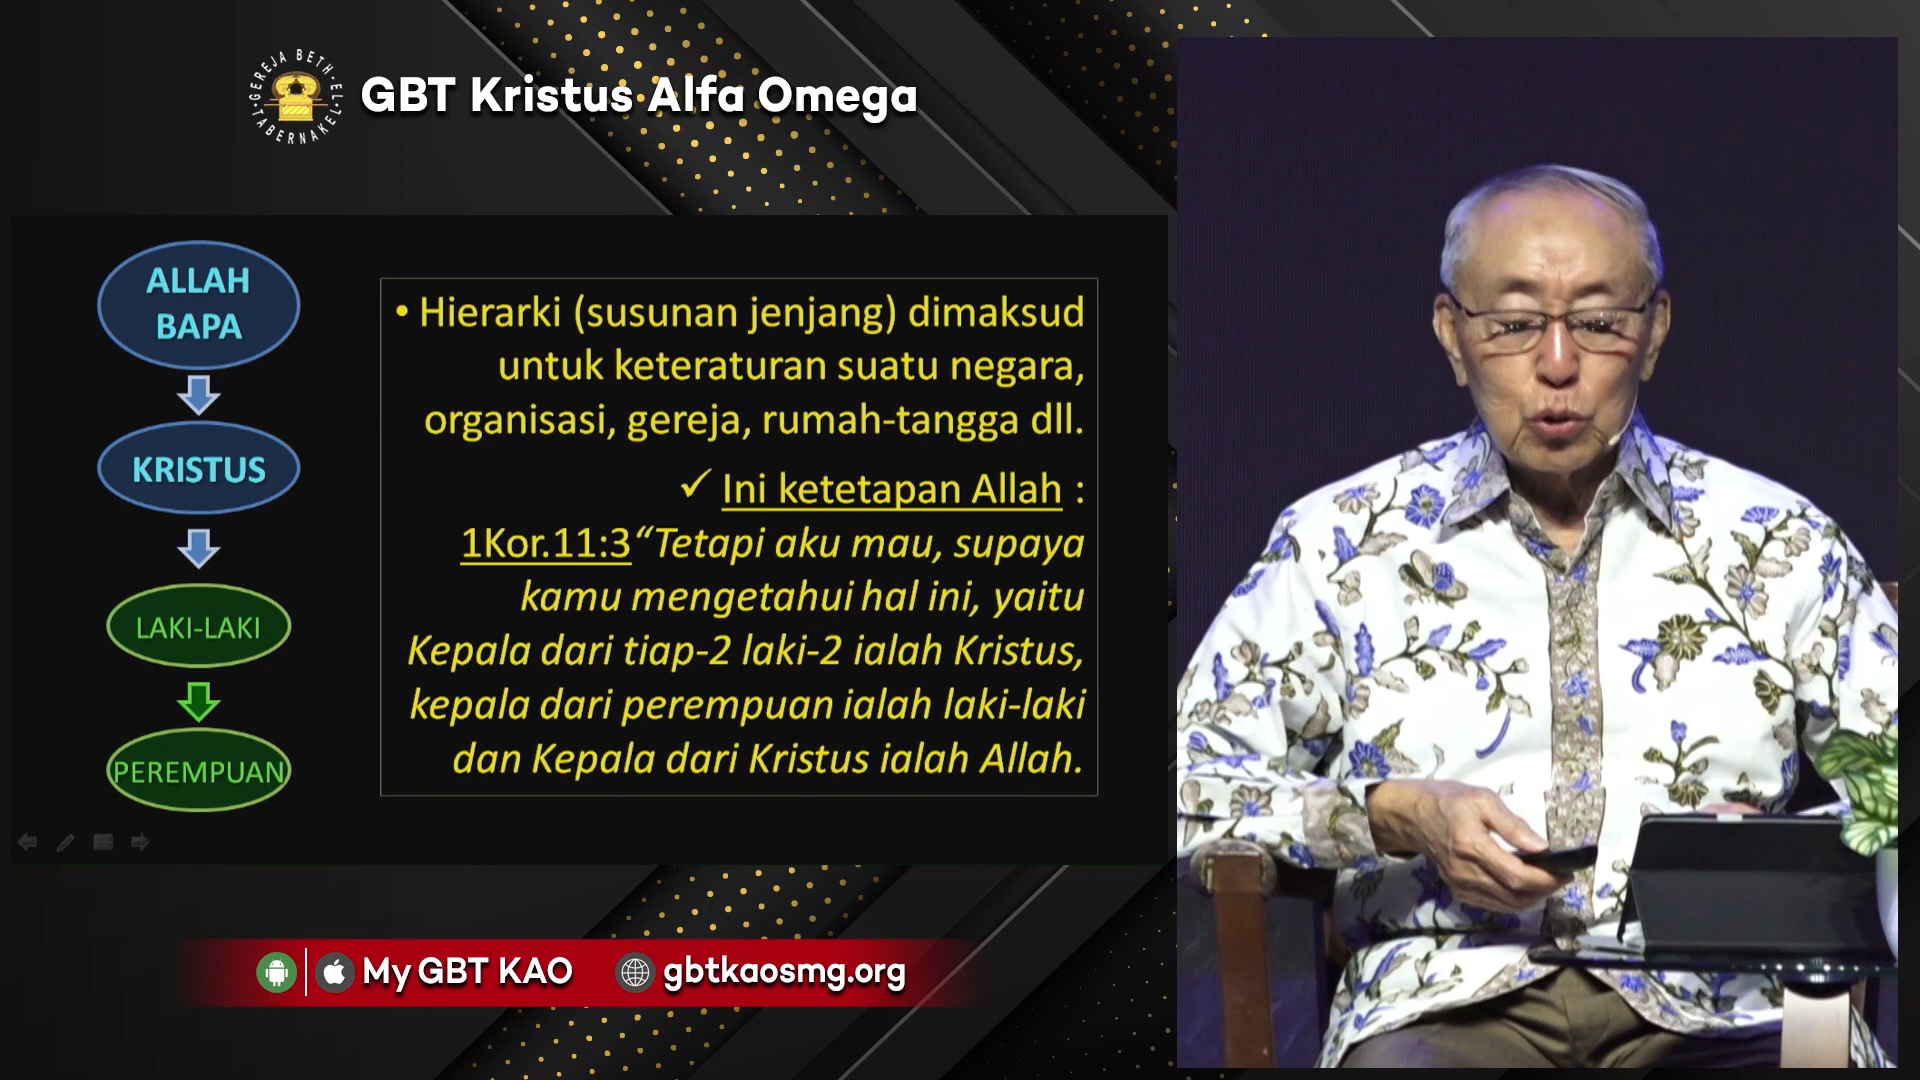 GEREJA BETH-EL
TABERNAKEL
GBT Kristus Alfa Omega
ALLAH
BAPA
KRISTUS
LAKI-LAKI
PEREMPUAN
• Hierarki (susunan jenjang) dimaksud
untuk keteraturan suatu negara,
organisasi, gereja, rumah-tangga dll.
✓ Ini ketetapan Allah :
1Kor.11:3 “Tetapi aku mau, supaya
kamu mengetahui hal ini, yaitu
Kepala dari tiap-2 laki-2 ialah Kristus,
kepala dari perempuan ialah laki-laki
dan Kepala dari Kristus ialah Allah.
My GBT KAO
gbtkaosmg.org